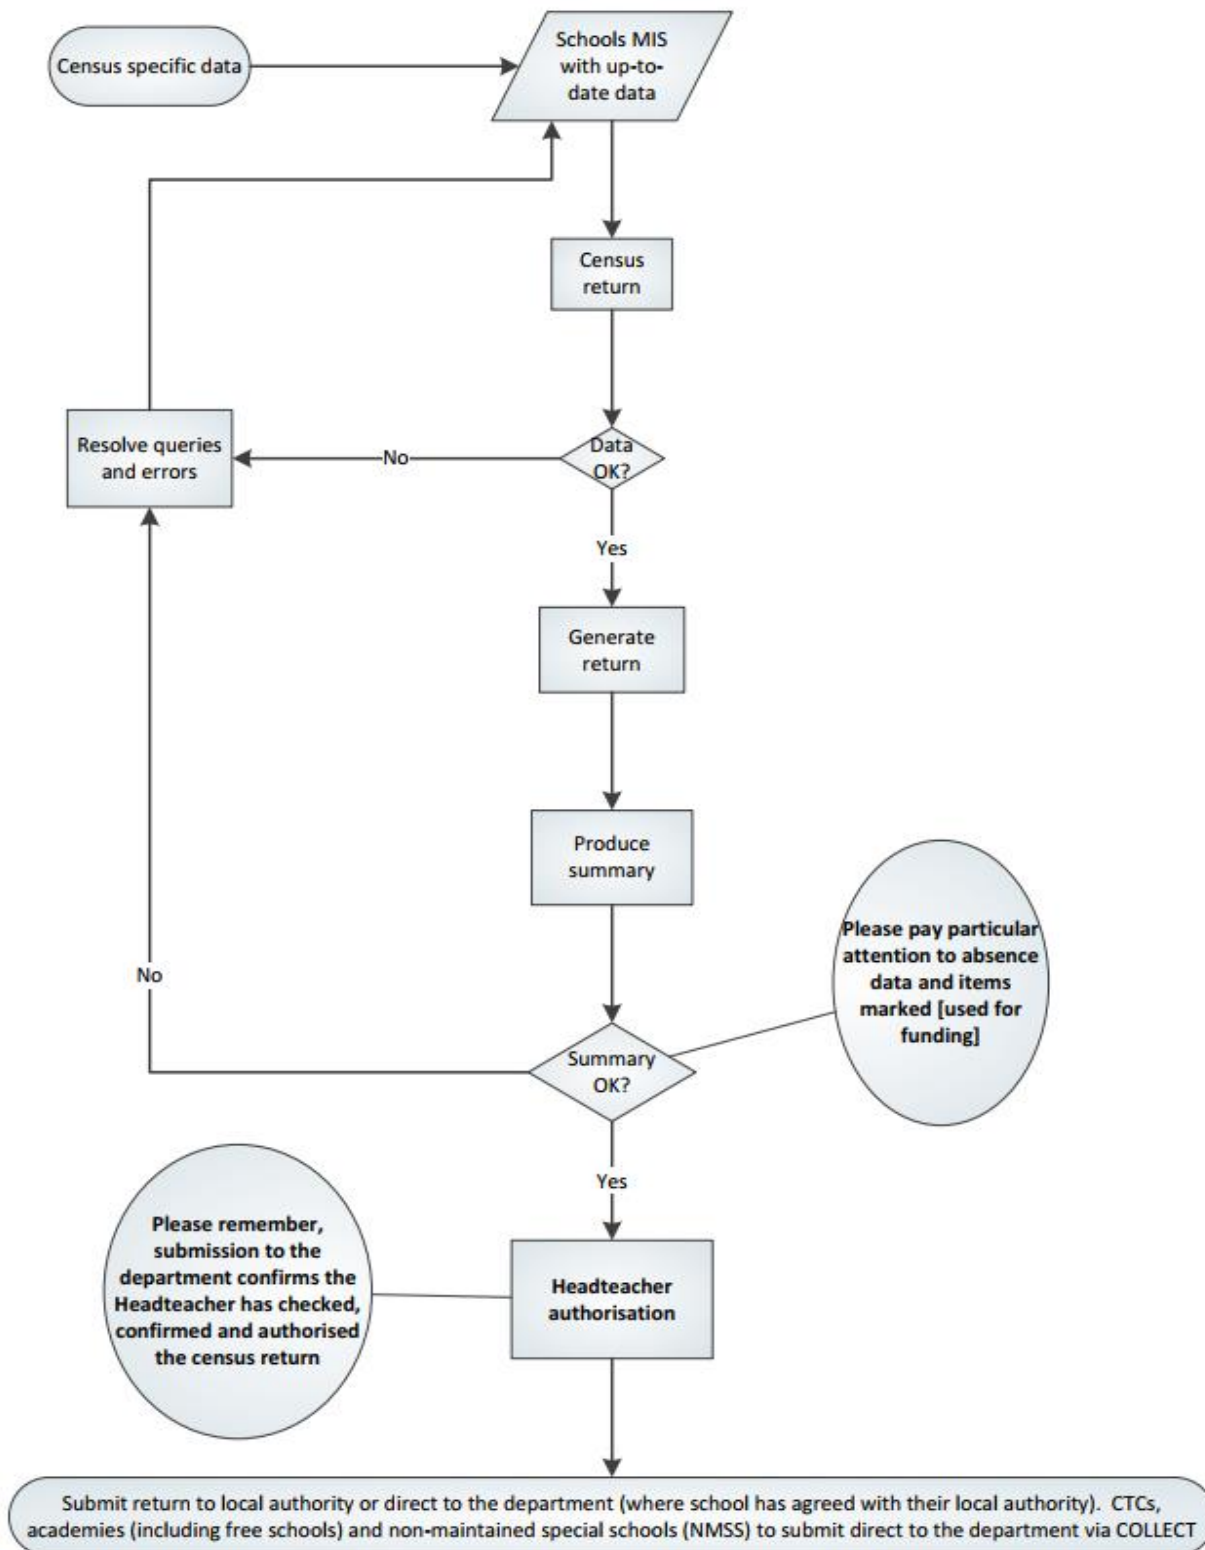 Census specific data
Schools MIS
with up-to-
date data
Census
return
Resolve queries
and errors
No
Data
OK?
Yes
Generate
return
Produce
summary
Please pay particular
attention to absence
data and items
marked [used for
funding]
No
Summary
OK?
Yes
Please remember,
submission to the
department confirms the
Headteacher has checked,
confirmed and authorised
the census return
Headteacher
authorisation
Submit return to local authority or direct to the department (where school has agreed with their local authority).  CTCs,
academies (including free schools) and non-maintained special schools (NMSS) to submit direct to the department via COLLECT